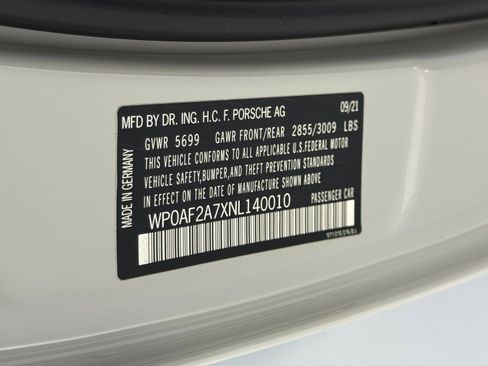 MFD BY DR. ING. H.C. F. PORSCHE AG 09/21
GVWR 5699 GAWR FRONT/REAR 2855/3009 LBS
THIS VEHICLE CONFORMS TO ALL APPLICABLE U.S. FEDERAL MOTOR
VEHICLE SAFETY, BUMPER, AND THEFT PREVENTION STANDARDS
IN EFFECT ON THE DATE OF MANUFACTURE SHOWN ABOVE
WP0AF2A7XNL140010 PASSENGER CAR
MADE IN GERMANY